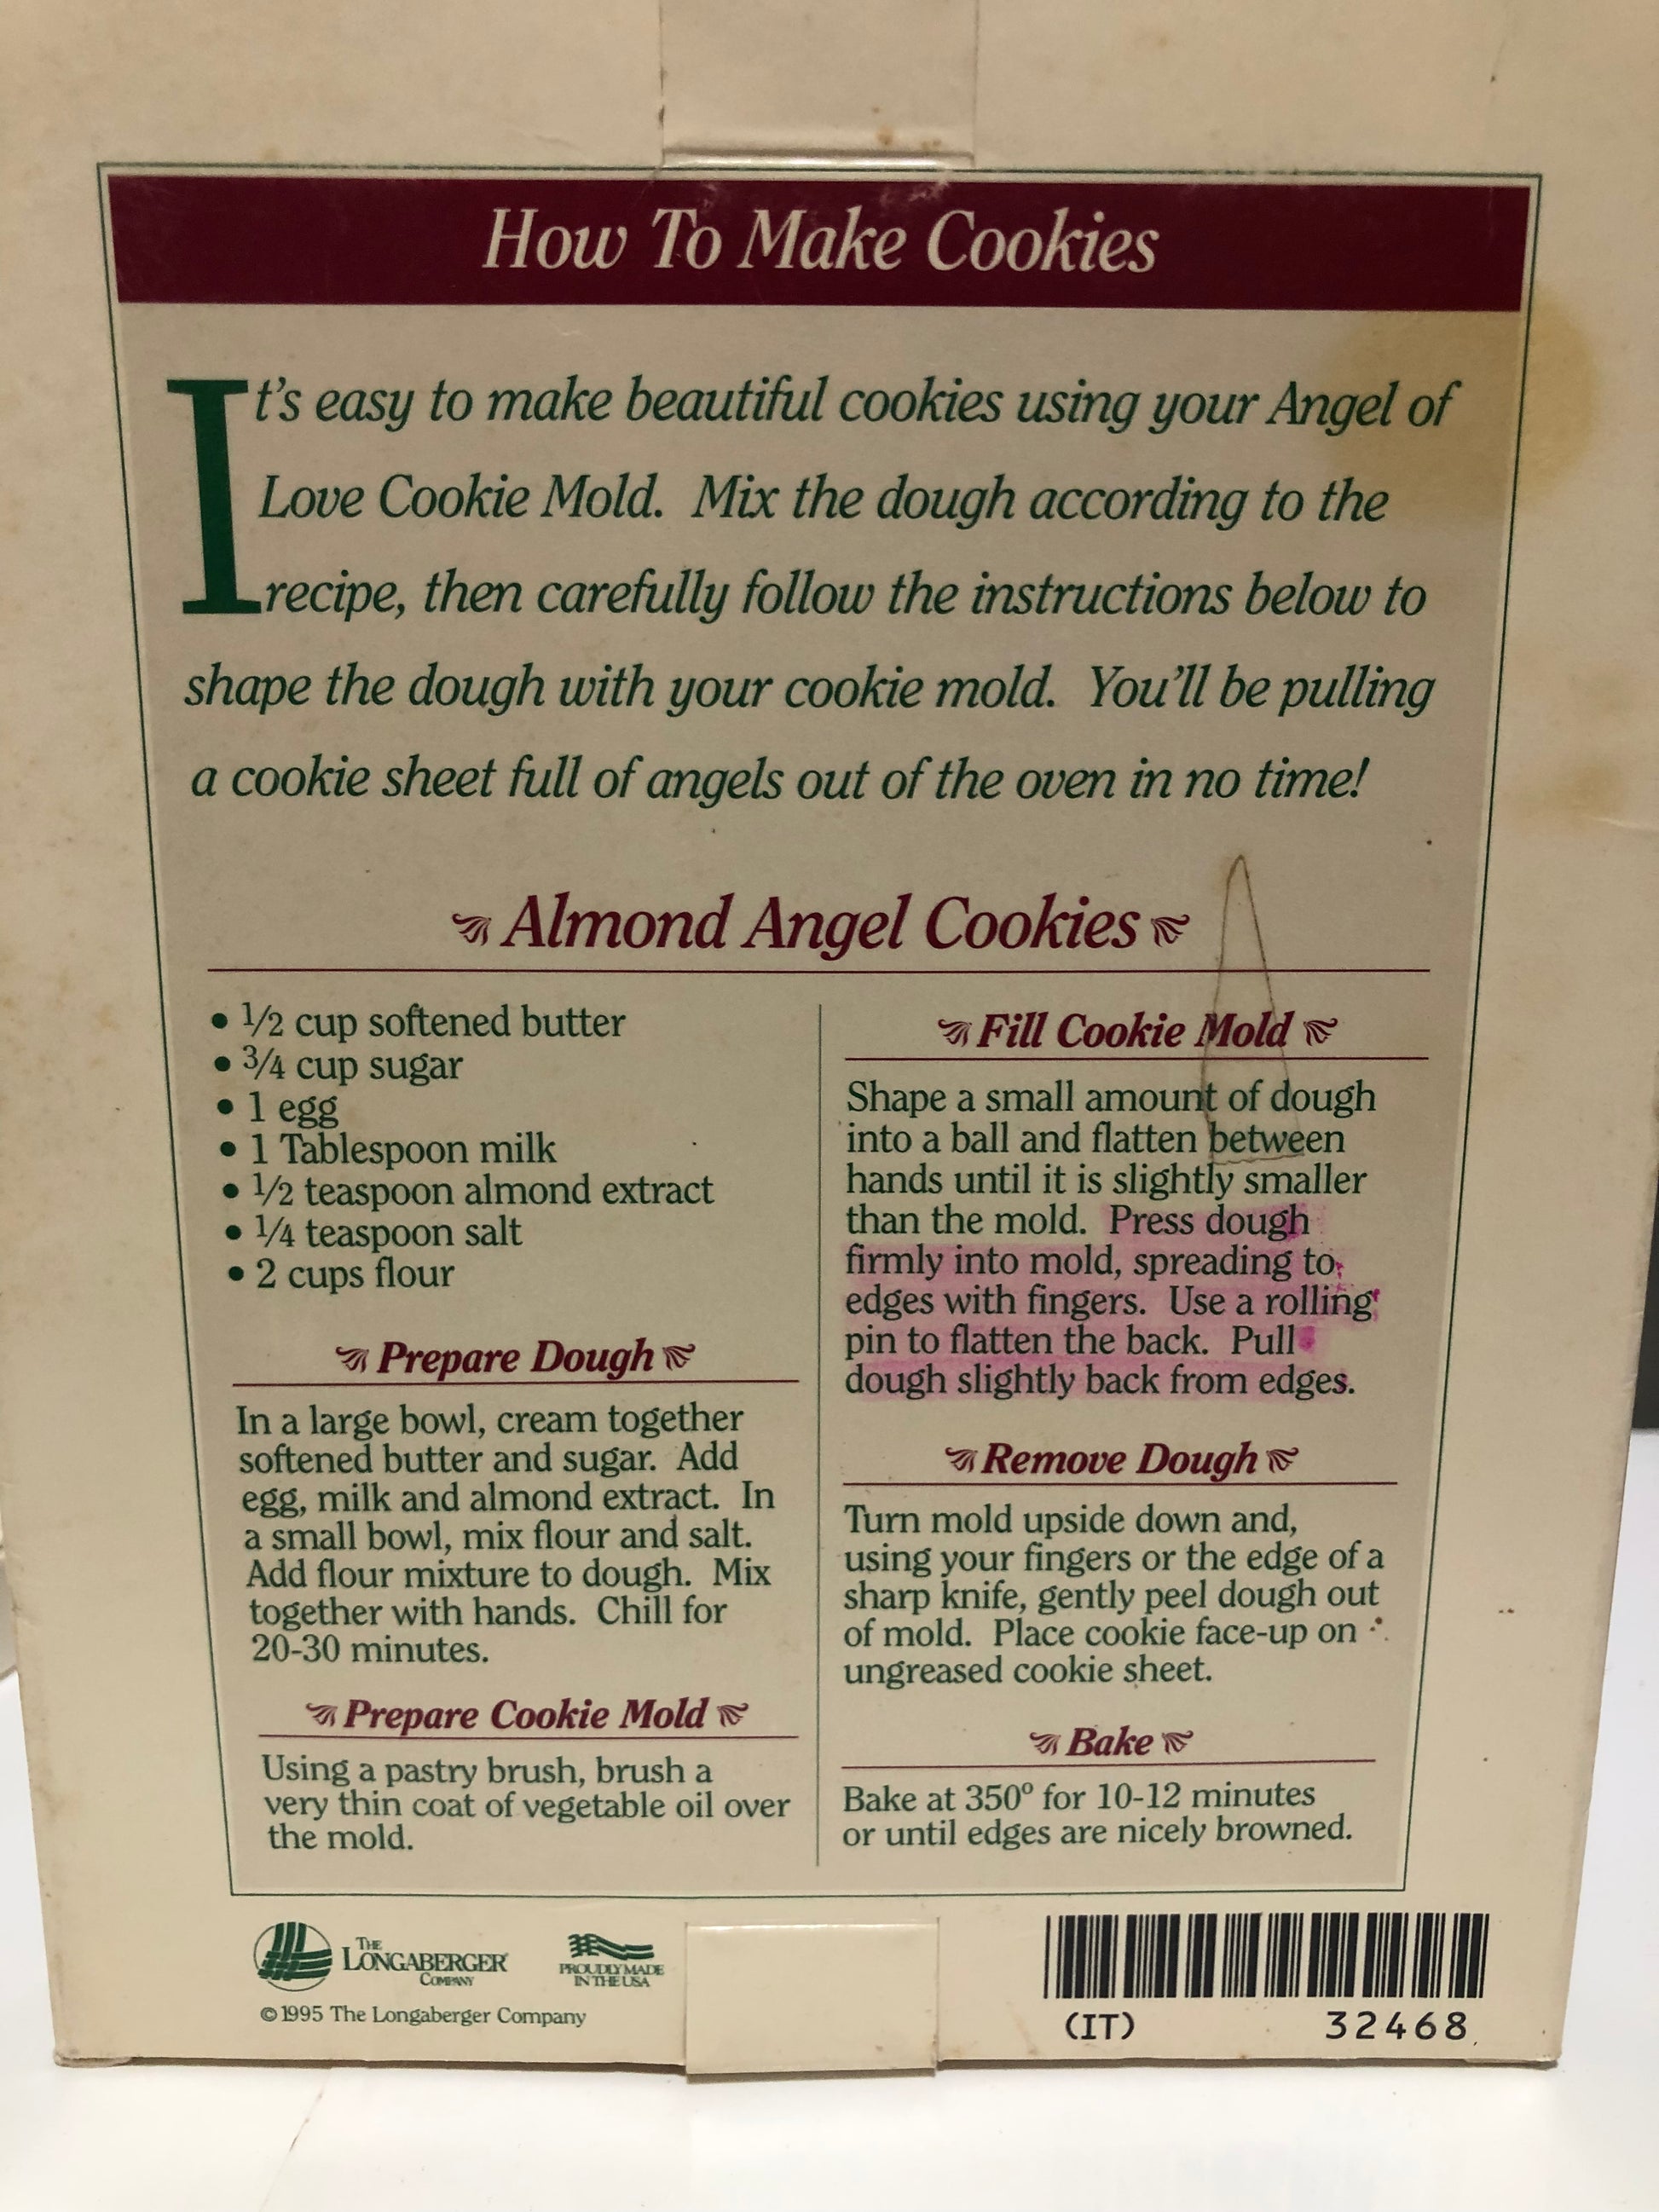 How To Make Cookies
It's easy to make beautiful cookies using your Angel of
Love Cookie Mold. Mix the dough according to the
recipe, then carefully follow the instructions below to
shape the dough with your cookie mold. You'll be pulling
a cookie sheet full of angels out of the oven in no time!
Almond Angel Cookies
• 1/2 cup softened butter
• 3/4 cup sugar
• 1 egg
• 1 Tablespoon milk
• 1/2 teaspoon almond extract
• 1/4 teaspoon salt
• 2 cups flour
Prepare Dough
In a large bowl, cream together
softened butter and sugar. Add
egg, milk and almond extract. In
a small bowl, mix flour and salt.
Add flour mixture to dough. Mix
together with hands. Chill for
20-30 minutes.
Prepare Cookie Mold
Using a pastry brush, brush a
very thin coat of vegetable oil over
the mold.
Fill Cookie Mold
Shape a small amount of dough
into a ball and flatten between
hands until it is slightly smaller
than the mold. Press dough
firmly into mold, spreading to
edges with fingers. Use a rolling
pin to flatten the back. Pull
dough slightly back from edges.
Remove Dough
Turn mold upside down and,
using your fingers or the edge of a
sharp knife, gently peel dough out
of mold. Place cookie face-up on
ungreased cookie sheet.
Bake
Bake at 350º for 10-12 minutes
or until edges are nicely browned.
THE
LONGABERGER
COMPANY
PROUDLY MADE
IN THE USA
© 1995 The Longaberger Company
(IT) 32468